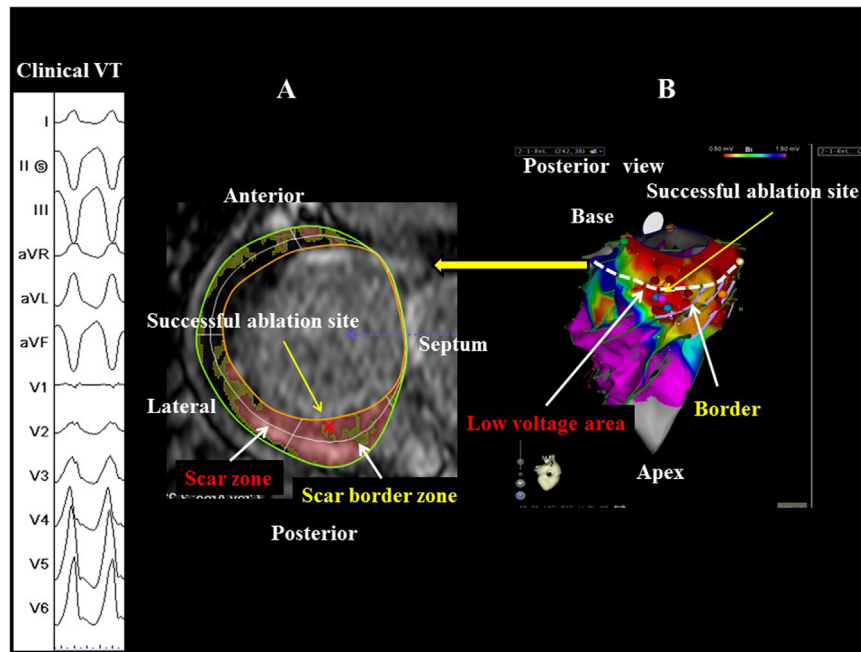 Clinical VT
I
II Ⓢ
III
aVR
aVL
aVF
V1
V2
V3
V4
V5
V6
A
Anterior
Successful ablation site
Septum
Lateral
Scar zone
Scar border zone
Posterior
B
0.50 mV Bi 1.50 mV
Posterior view
Successful ablation site
Base
Low voltage area
Border
Apex